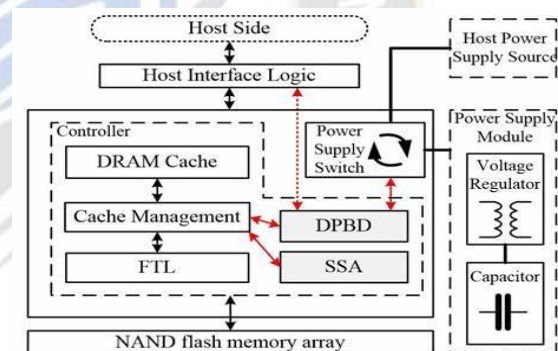 Host Side
Host Interface Logic
Host Power
Supply Source
Controller
DRAM Cache
Cache Management
FTL
Power
Supply
Switch
DPBD
SSA
Power Supply
Module
Voltage
Regulator
Capacitor
NAND flash memory array